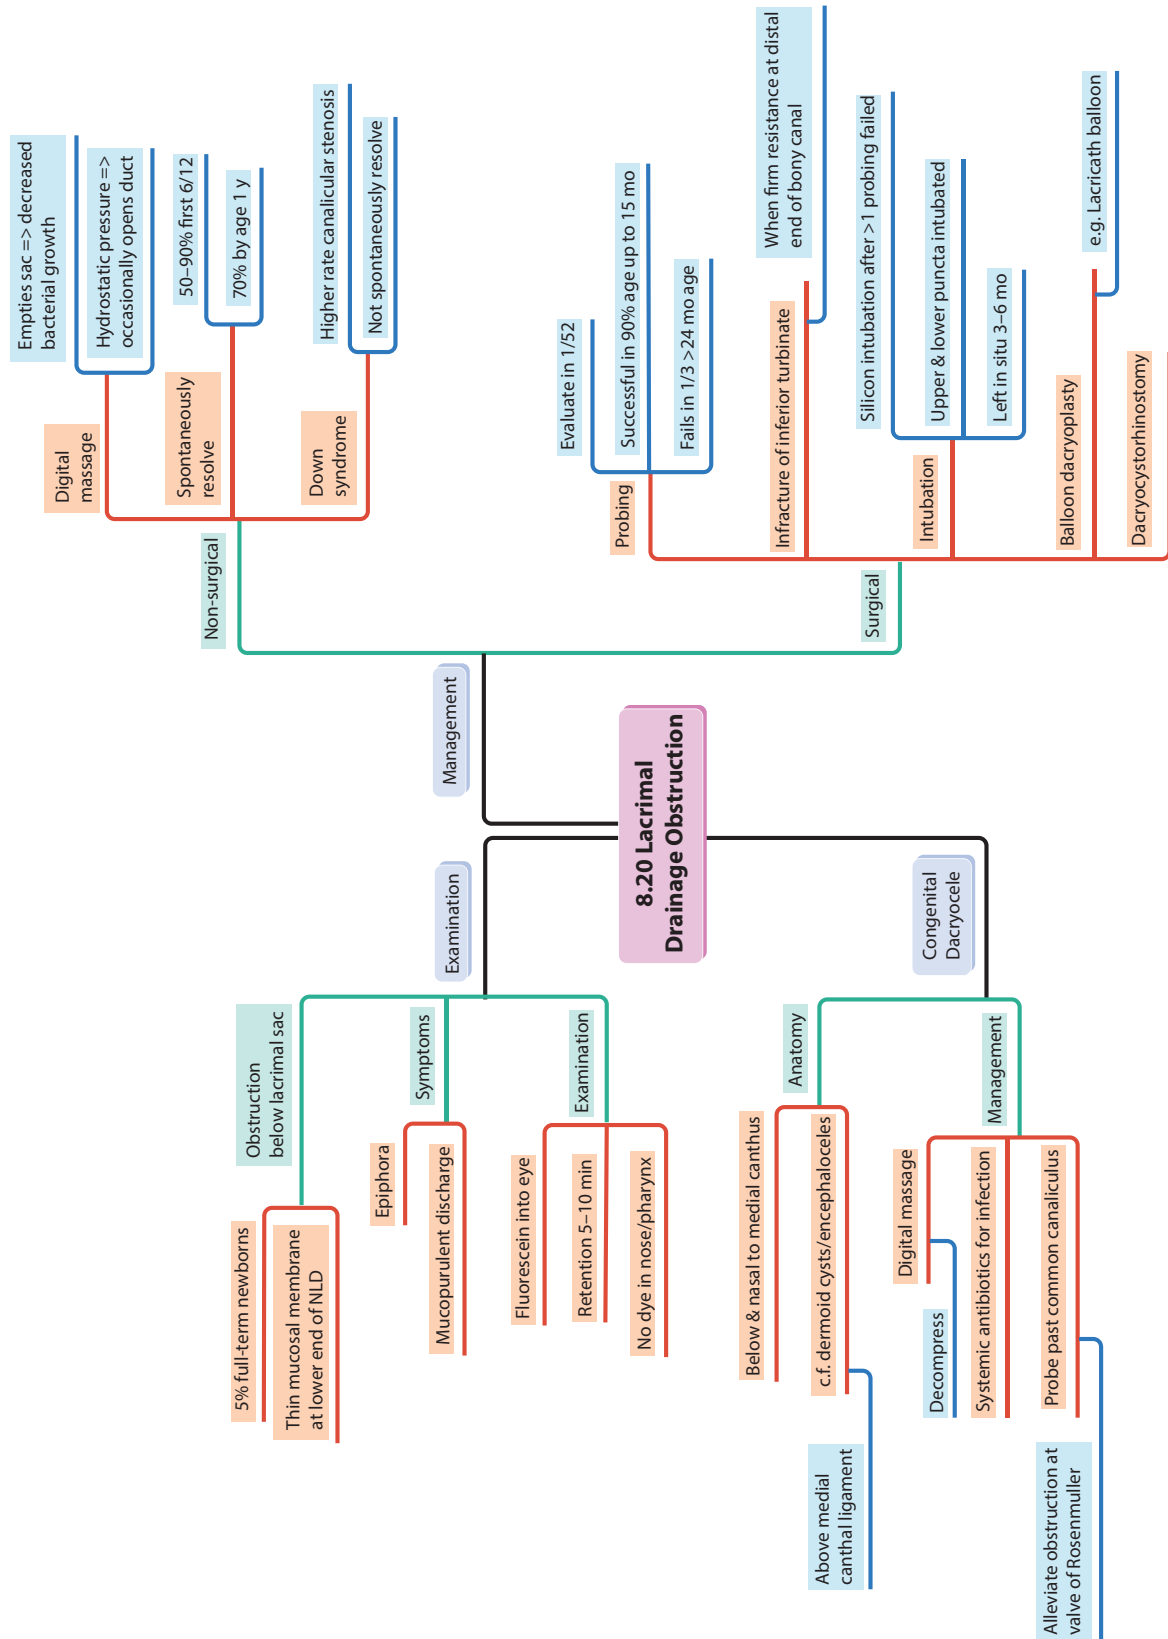 8.20 Lacrimal
Drainage Obstruction
Examination
Obstruction
below lacrimal sac
5% full-term newborns
Thin mucosal membrane
at lower end of NLD
Symptoms
Epiphora
Mucopurulent discharge
Examination
Fluorescein into eye
Retention 5–10 min
No dye in nose/pharynx
Congenital
Dacryocele
Anatomy
Below & nasal to medial canthus
c.f. dermoid cysts/encephaloceles
Above medial
canthal ligament
Management
Digital massage
Decompress
Systemic antibiotics for infection
Probe past common canaliculus
Alleviate obstruction at
valve of Rosenmuller
Management
Non-surgical
Digital
massage
Empties sac => decreased
bacterial growth
Hydrostatic pressure =>
occasionally opens duct
Spontaneously
resolve
50–90% first 6/12
70% by age 1 y
Down
syndrome
Higher rate canalicular stenosis
Not spontaneously resolve
Surgical
Probing
Evaluate in 1/52
Successful in 90% age up to 15 mo
Fails in 1/3 >24 mo age
Infracture of inferior turbinate
When firm resistance at distal
end of bony canal
Intubation
Silicon intubation after >1 probing failed
Upper & lower puncta intubated
Left in situ 3–6 mo
Balloon dacryoplasty
e.g. Lacricath balloon
Dacryocystorhinostomy